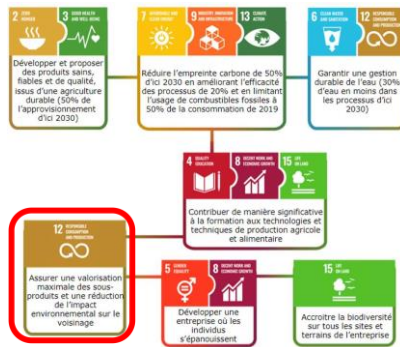 2 ZERO HUNGER
3 GOOD HEALTH AND WELL-BEING
Développer et proposer
des produits sains,
fiables et de qualité,
issus d'une agriculture
durable (50% de
l'approvisionnement
d'ici 2030)
7 AFFORDABLE AND CLEAN ENERGY
9 INDUSTRY, INNOVATION AND INFRASTRUCTURE
13 CLIMATE ACTION
Réduire l'empreinte carbone de 50%
d'ici 2030 en améliorant l'efficacité
des processus de 20% et en limitant
l'usage de combustibles fossiles à
50% de la consommation de 2019
6 CLEAN WATER AND SANITATION
12 RESPONSIBLE CONSUMPTION AND PRODUCTION
Garantir une gestion
durable de l'eau (30%
d'eau en moins dans
les processus d'ici
2030)
4 QUALITY EDUCATION
8 DECENT WORK AND ECONOMIC GROWTH
15 LIFE ON LAND
Contribuer de manière significative
à la formation aux technologies et
techniques de production agricole
et alimentaire
12 RESPONSIBLE CONSUMPTION AND PRODUCTION
Assurer une valorisation
maximale des sous-
produits et une réduction
de l'impact
environnemental sur le
voisinage
5 GENDER EQUALITY
8 DECENT WORK AND ECONOMIC GROWTH
Développer une
entreprise où les
individus
s'épanouissent
15 LIFE ON LAND
Accroitre la biodiversité
sur tous les sites et
terrains de l'entreprise